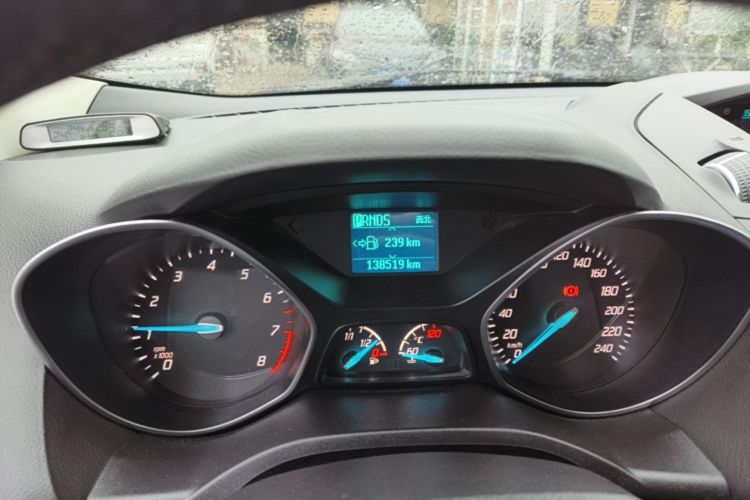 PRNDS 西北
239 km
138519 km
0 1 2 3 4 5 6 7 8
rpm
x1000
1/1 1/2 0
60 °C 120
0 20 40 120 140 160 180 200 220 240
km/h